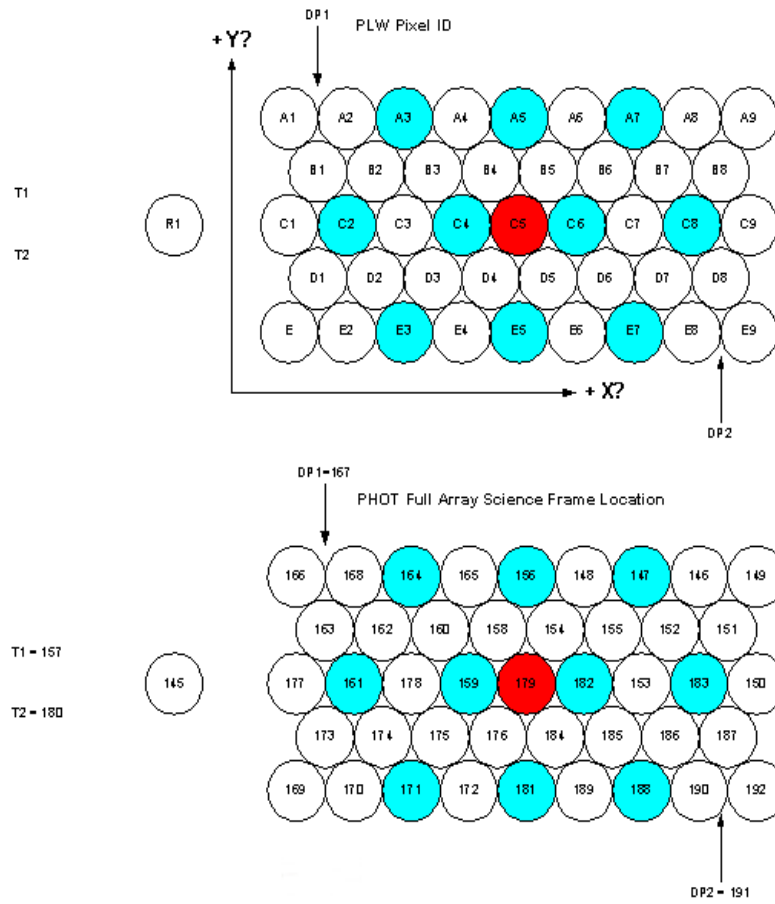 DP1
PLW Pixel ID
+ Y?
A1 A2 A3 A4 A5 A6 A7 A8 A9
B1 B2 B3 B4 B5 B6 B7 B8
T1
R1 C1 C2 C3 C4 C5 C6 C7 C8 C9
T2
D1 D2 D3 D4 D5 D6 D7 D8
E E2 E3 E4 E5 E6 E7 E8 E9
+ X?
DP2
DP1=167
PHOT Full Array Science Frame Location
166 168 164 165 156 148 147 146 149
163 162 160 158 154 155 152 151
T1 = 157
145 177 161 178 159 179 182 153 183 150
T2 = 180
173 174 175 176 184 185 186 187
169 170 171 172 181 189 188 190 192
DP2 = 191